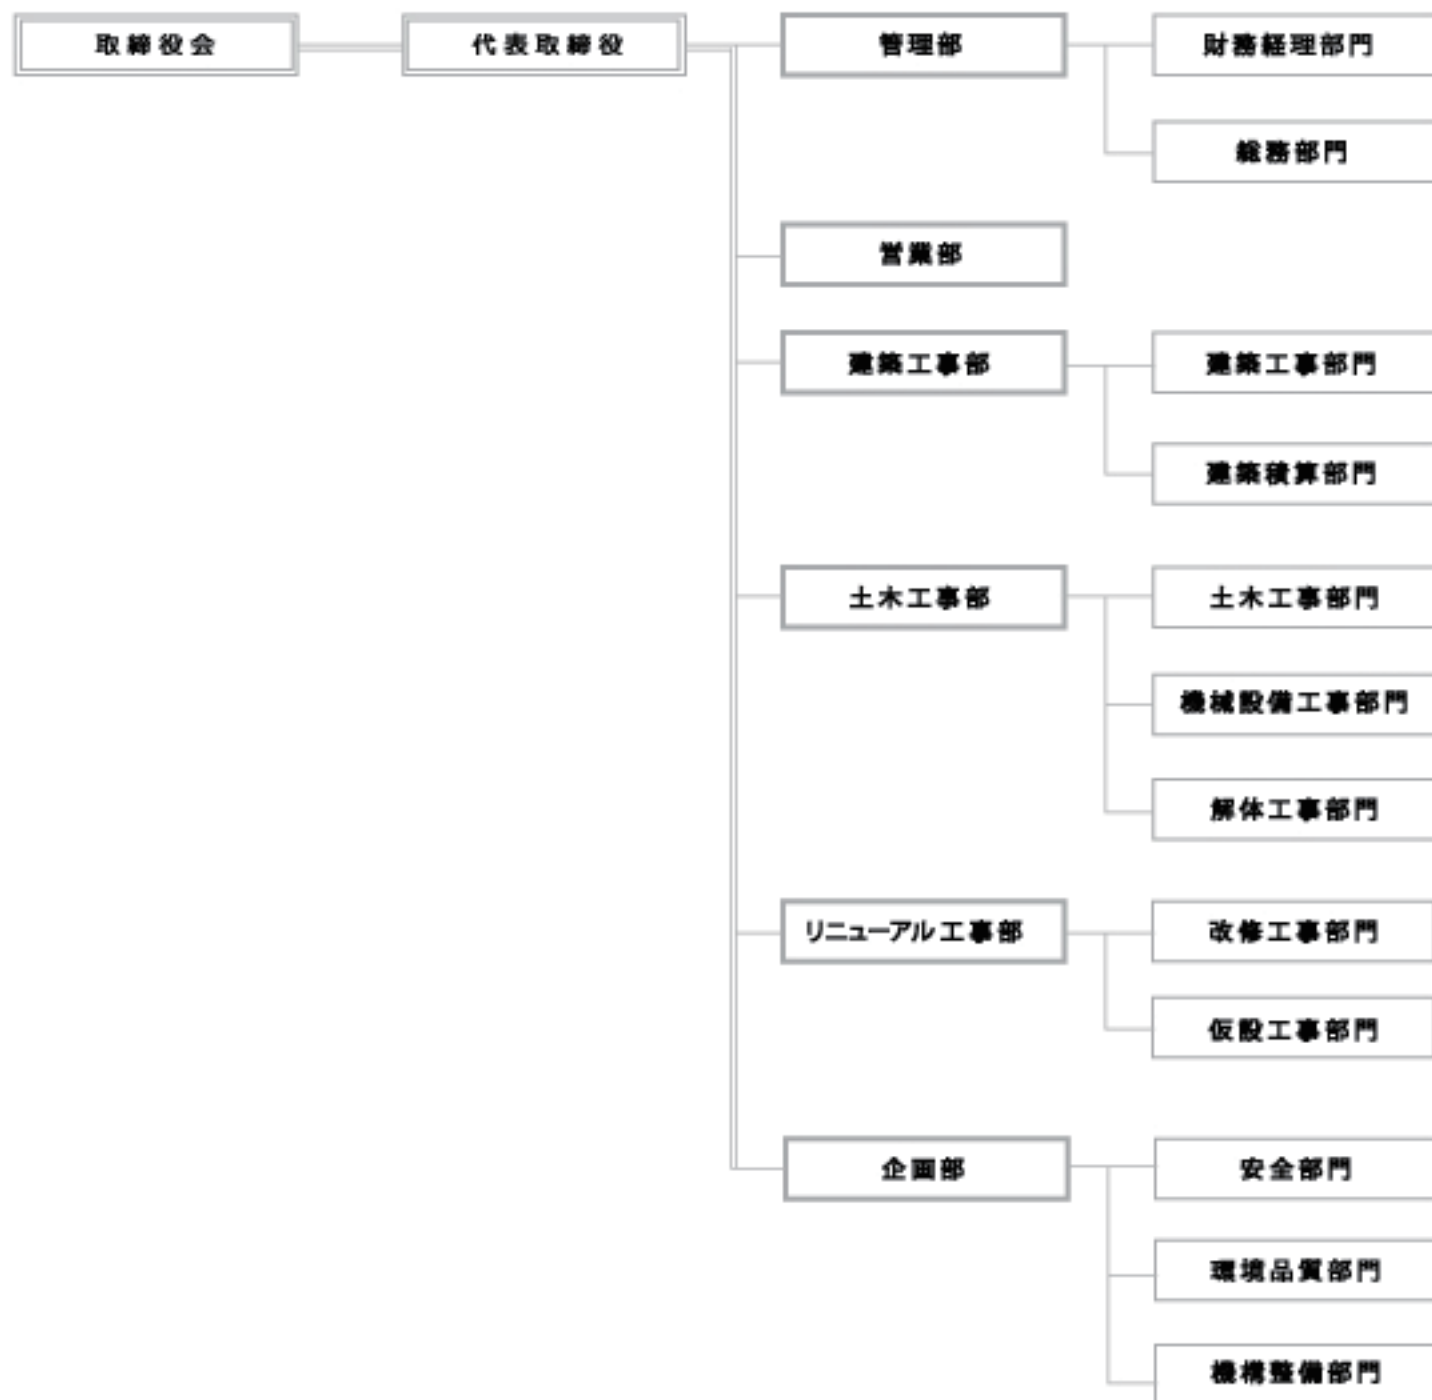 取締役会
代表取締役
管理部
財務経理部門
総務部門
営業部
建築工事部
建築工事部門
建築積算部門
土木工事部
土木工事部門
機械設備工事部門
解体工事部門
リニューアル工事部
改修工事部門
仮設工事部門
企画部
安全部門
環境品質部門
機構整備部門